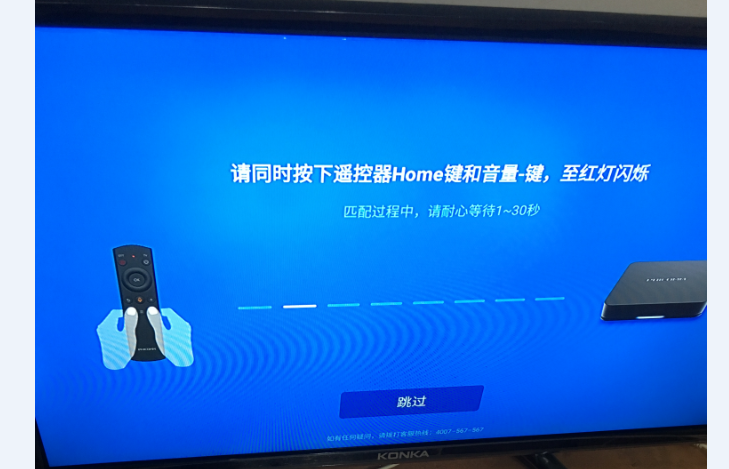 请同时按下遥控器Home键和音量-键，至红灯闪烁
匹配过程中，请耐心等待1~30秒
跳过
如有任何疑问，请拨打客服热线：4007-567-567
KONKA